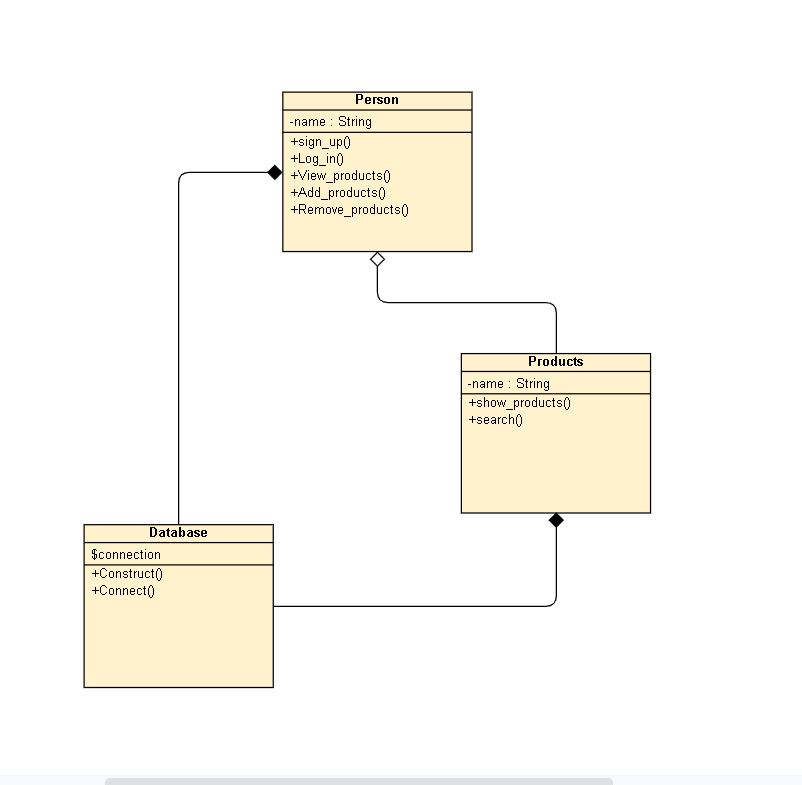 Person
-name : String
+sign_up()
+Log_in()
+View_products()
+Add_products()
+Remove_products()
Products
-name : String
+show_products()
+search()
Database
$connection
+Construct()
+Connect()